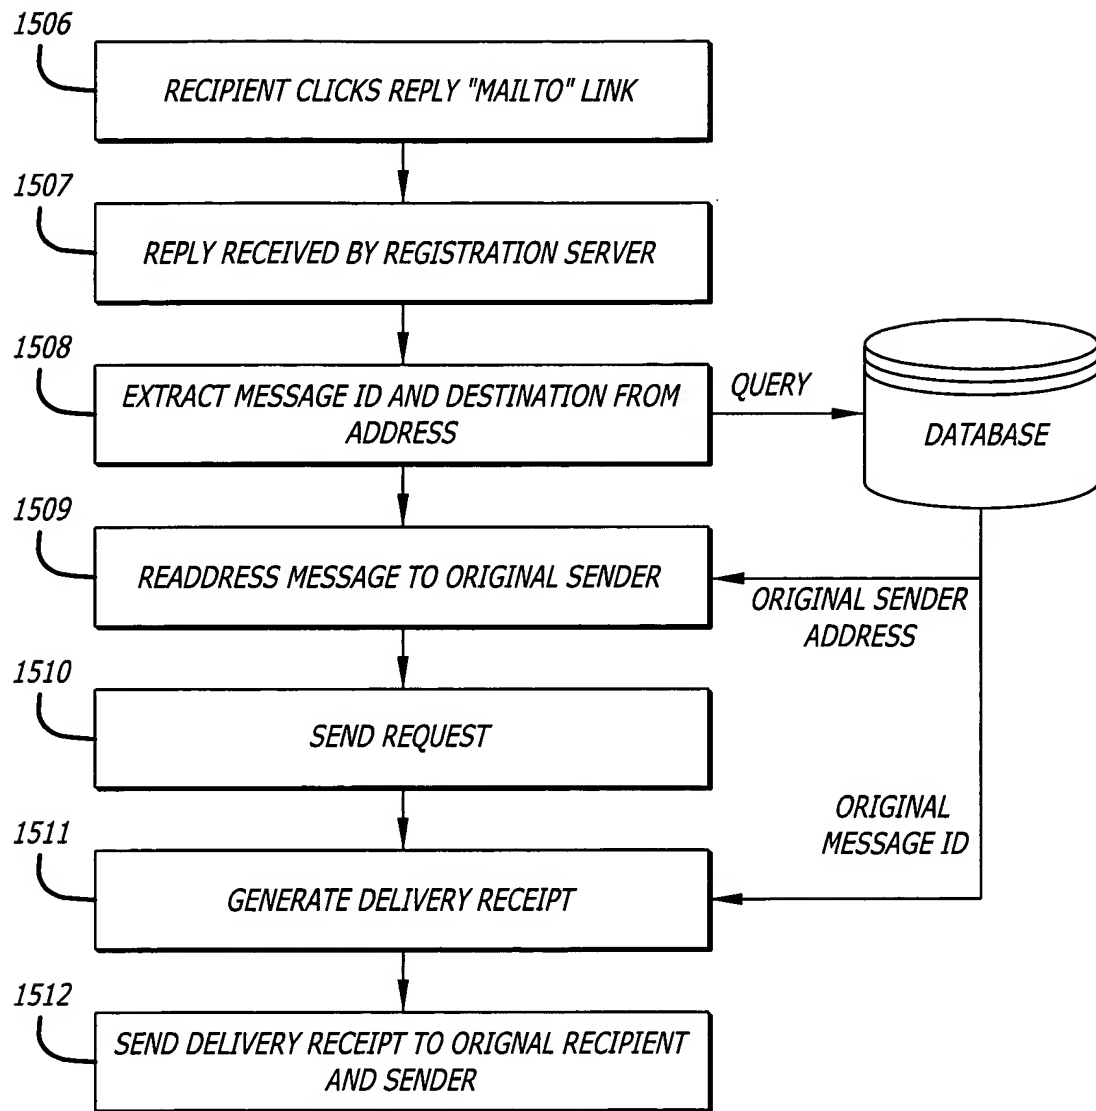 1506
RECIPIENT CLICKS REPLY "MAILTO" LINK
1507
REPLY RECEIVED BY REGISTRATION SERVER
1508
EXTRACT MESSAGE ID AND DESTINATION FROM
ADDRESS
QUERY
DATABASE
1509
READDRESS MESSAGE TO ORIGINAL SENDER
ORIGINAL SENDER
ADDRESS
1510
SEND REQUEST
ORIGINAL
MESSAGE ID
1511
GENERATE DELIVERY RECEIPT
1512
SEND DELIVERY RECEIPT TO ORIGNAL RECIPIENT
AND SENDER